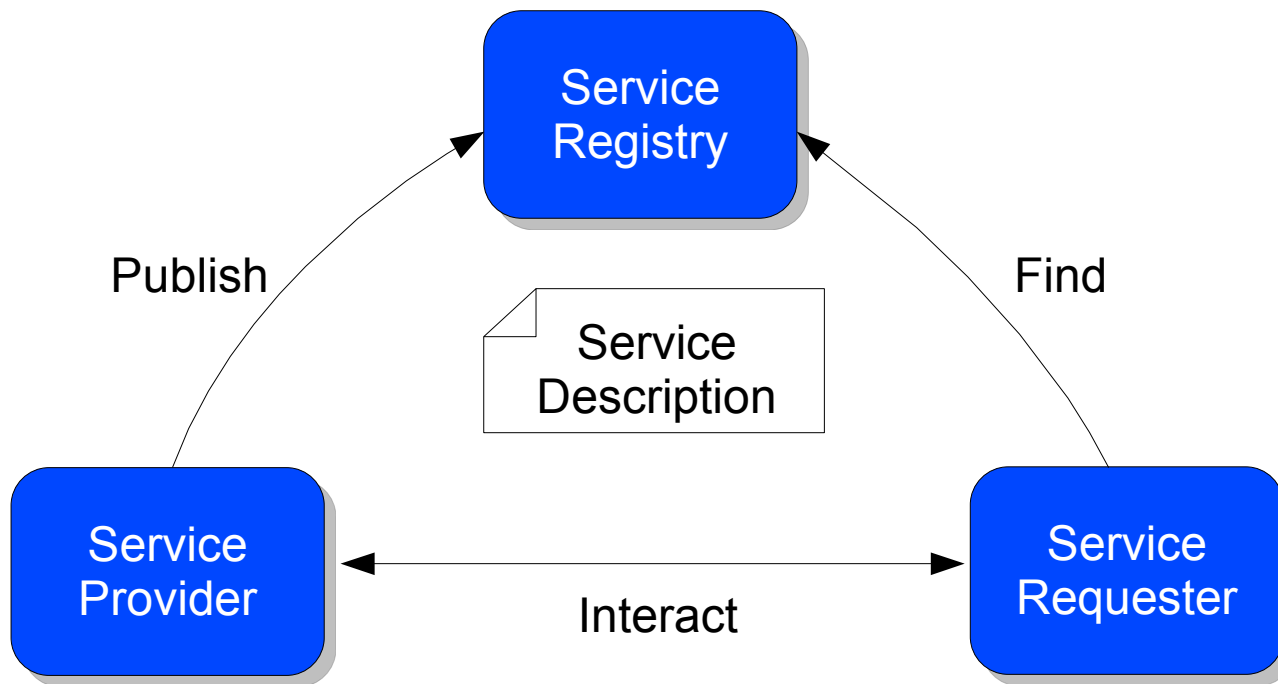 Service
Registry
Publish
Find
Service
Description
Service
Provider
Interact
Service
Requester